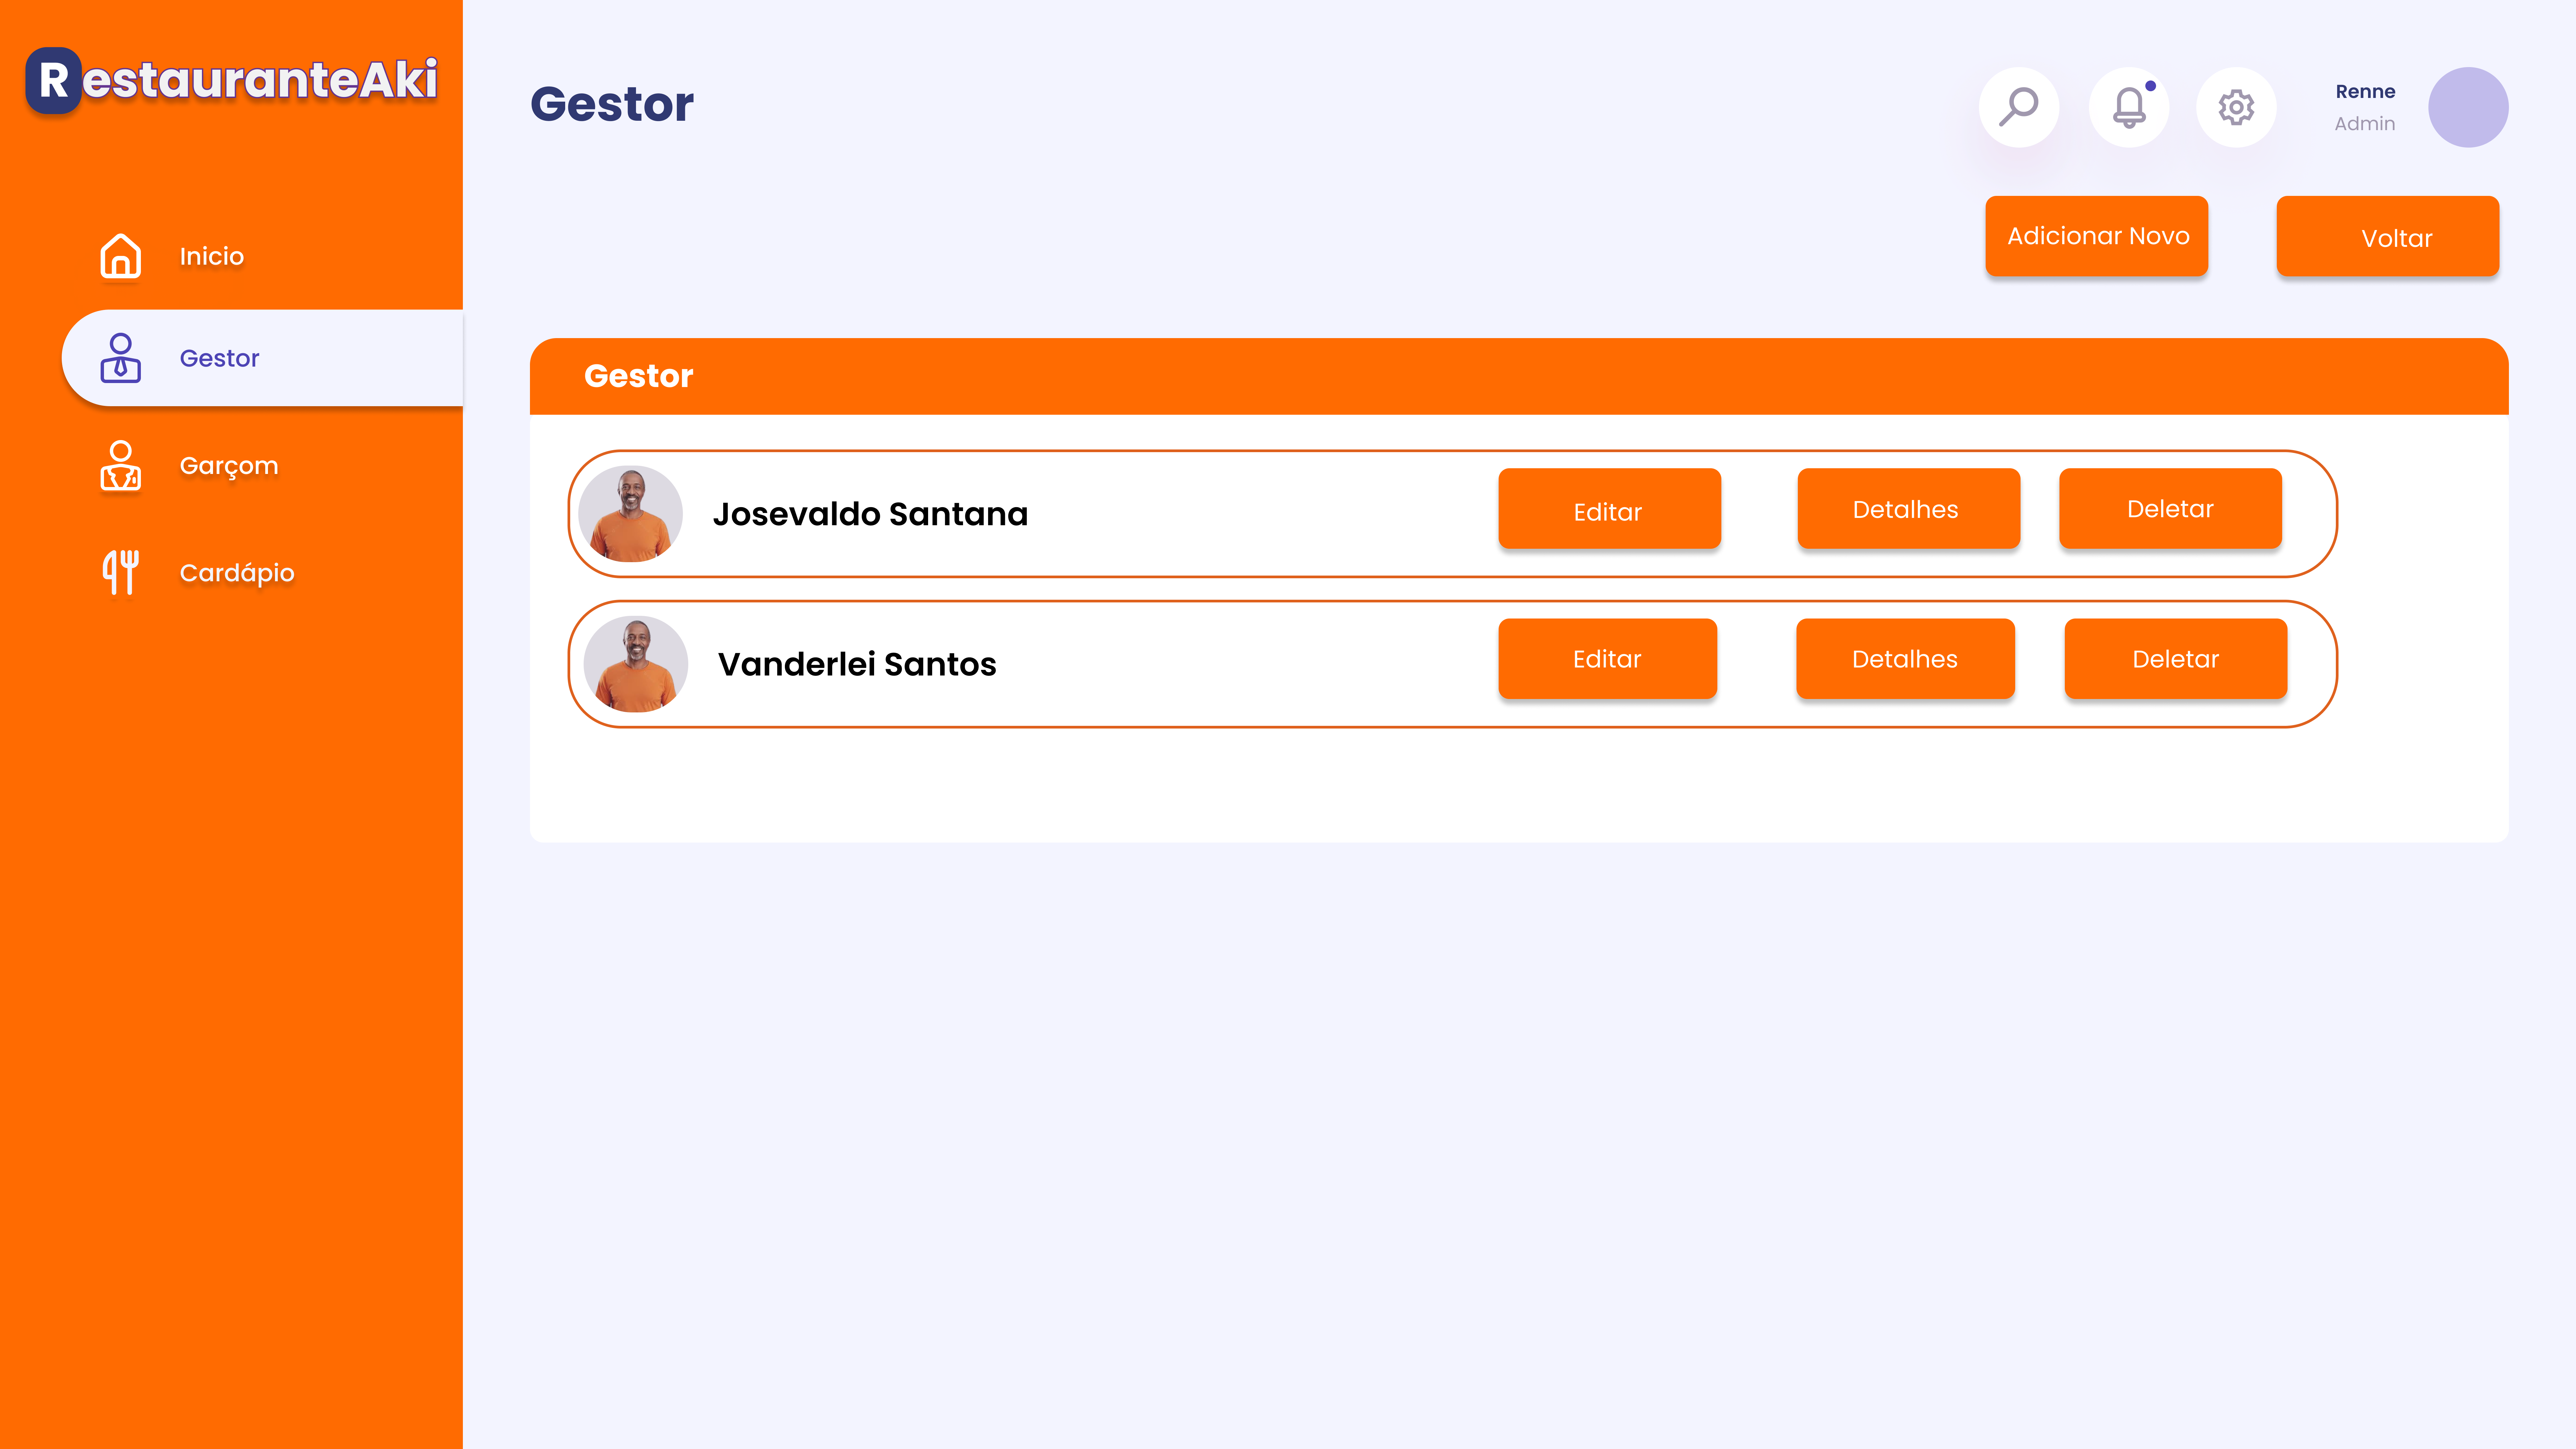 RestauranteAki
Gestor
Renne
Admin
Adicionar Novo
Voltar
Inicio
Gestor
Garçom
Cardápio
Gestor
Josevaldo Santana
Editar
Detalhes
Deletar
Vanderlei Santos
Editar
Detalhes
Deletar